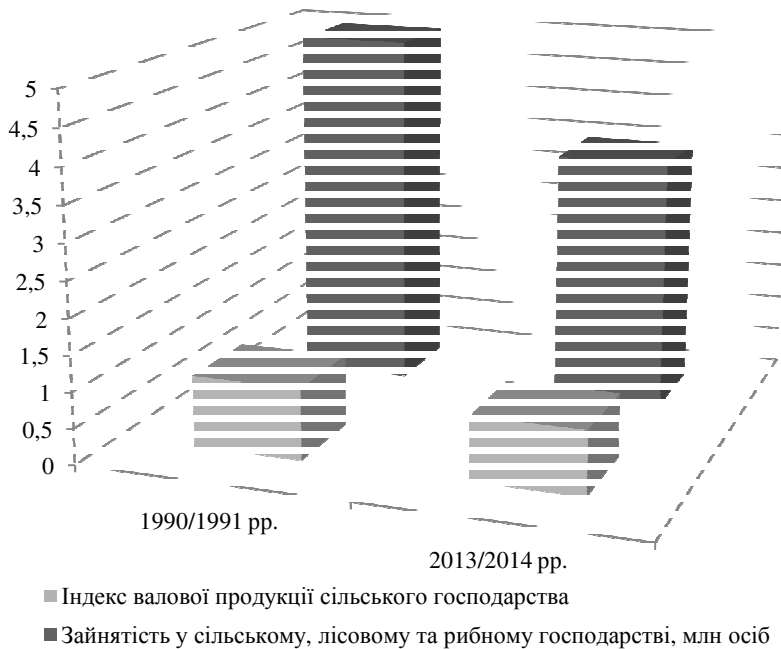 5
4,5
4
3,5
3
2,5
2
1,5
1
0,5
0
1990/1991 рр.
2013/2014 рр.
Індекс валової продукції сільського господарства
Зайнятість у сільському, лісовому та рибному господарстві, млн осіб